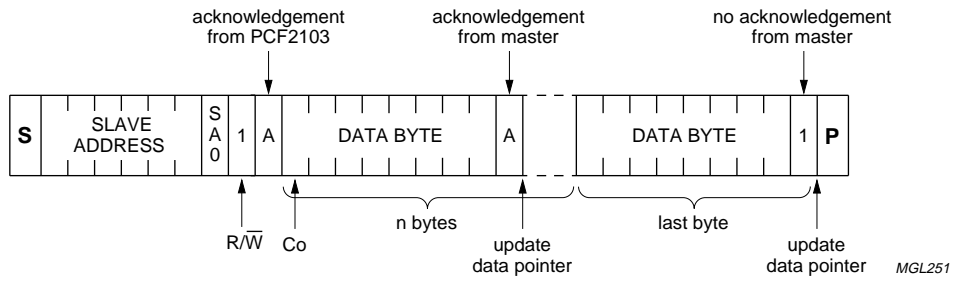 acknowledgement
from PCF2103
acknowledgement
from master
no acknowledgement
from master
S
SLAVE
ADDRESS
S
A
0
1
A
DATA BYTE
A
DATA BYTE
1
P
R/W̅
Co
n bytes
update
data pointer
last byte
update
data pointer
MGL251